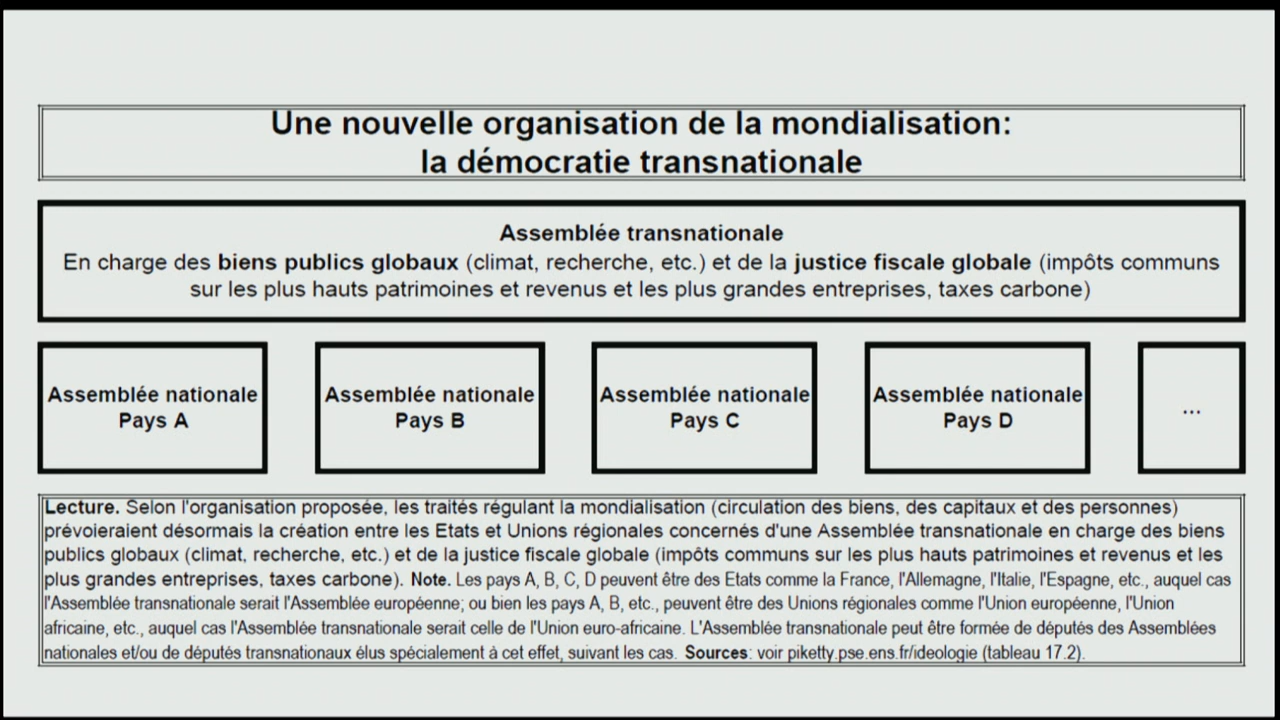 Une nouvelle organisation de la mondialisation:
la démocratie transnationale
Assemblée transnationale
En charge des biens publics globaux (climat, recherche, etc.) et de la justice fiscale globale (impôts communs
sur les plus hauts patrimoines et revenus et les plus grandes entreprises, taxes carbone)
Assemblée nationale
Pays A
Assemblée nationale
Pays B
Assemblée nationale
Pays C
Assemblée nationale
Pays D
...
Lecture. Selon l'organisation proposée, les traités régulant la mondialisation (circulation des biens, des capitaux et des personnes)
prévoieraient désormais la création entre les Etats et Unions régionales concernés d'une Assemblée transnationale en charge des biens
publics globaux (climat, recherche, etc.) et de la justice fiscale globale (impôts communs sur les plus hauts patrimoines et revenus et les
plus grandes entreprises, taxes carbone). Note. Les pays A, B, C, D peuvent être des Etats comme la France, l'Allemagne, l'Italie, l'Espagne, etc., auquel cas
l'Assemblée transnationale serait l'Assemblée européenne; ou bien les pays A, B, etc., peuvent être des Unions régionales comme l'Union européenne, l'Union
africaine, etc., auquel cas l'Assemblée transnationale serait celle de l'Union euro-africaine. L'Assemblée transnationale peut être formée de députés des Assemblées
nationales et/ou de députés transnationaux élus spécialement à cet effet, suivant les cas. Sources: voir piketty.pse.ens.fr/ideologie (tableau 17.2).